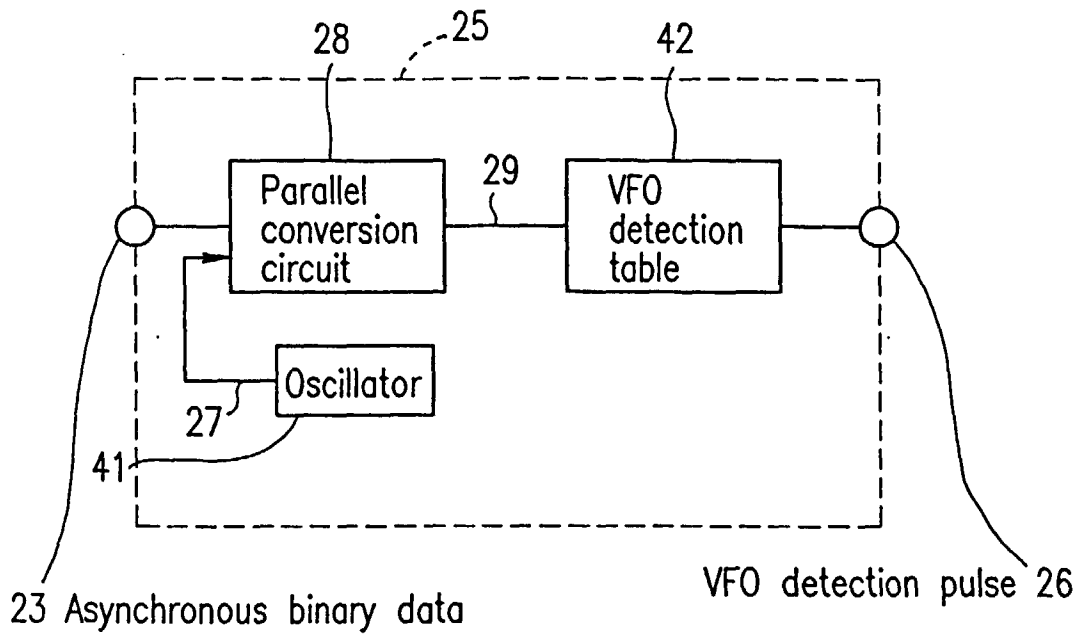 25
28
42
Parallel
conversion
circuit
29
VFO
detection
table
Oscillator
27
41
VFO detection pulse 26
23 Asynchronous binary data